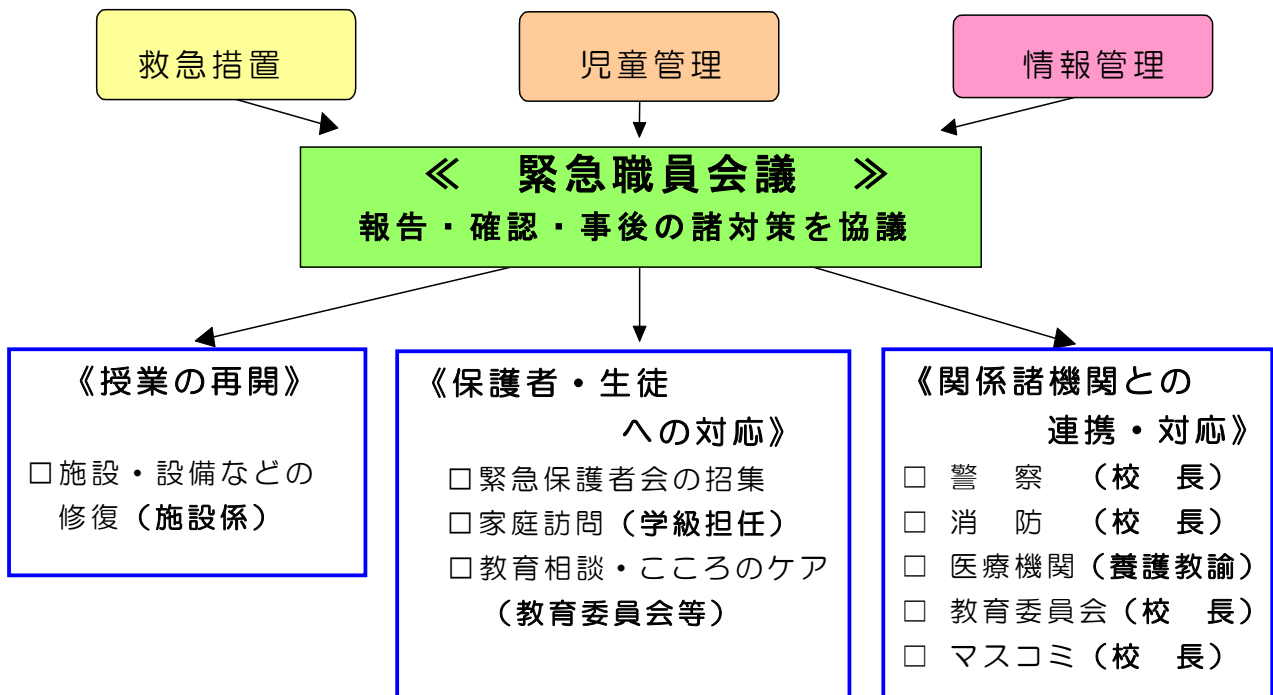 救急措置
児童管理
情報管理
≪　緊急職員会議　≫
報告・確認・事後の諸対策を協議
《授業の再開》
□施設・設備などの
修復（施設係）
《保護者・生徒
への対応》
□緊急保護者会の招集
□家庭訪問（学級担任）
□教育相談・こころのケア
（教育委員会等）
《関係諸機関との
連携・対応》
□ 警　察　（校　長）
□ 消　防　（校　長）
□ 医療機関（養護教諭）
□ 教育委員会（校　長）
□ マスコミ（校　長）